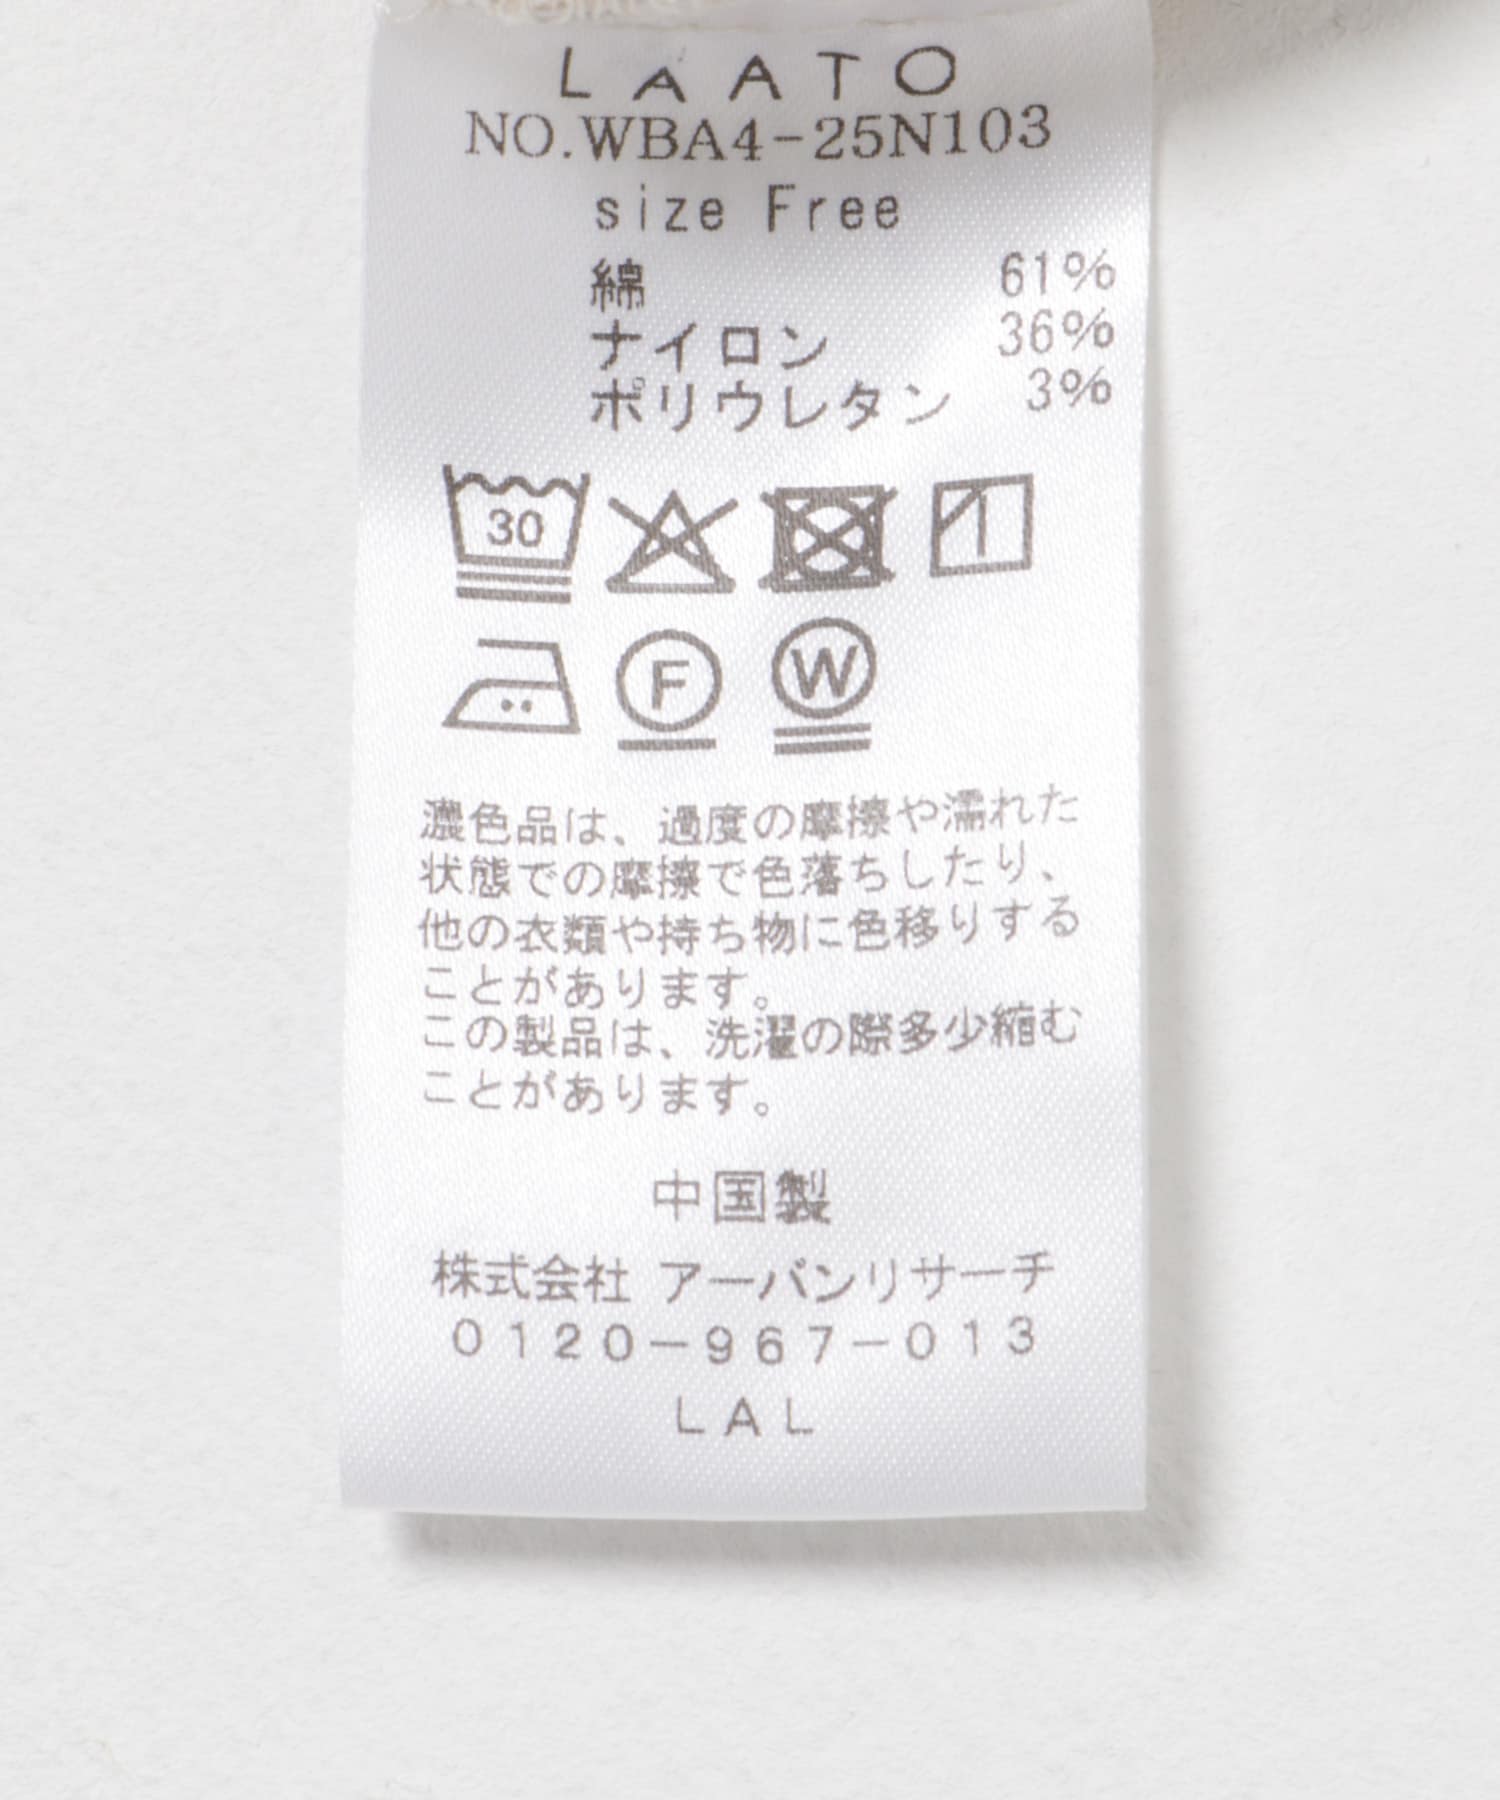 LAATO
NO.WBA4-25N103
size Free
綿 61%
ナイロン 36%
ポリウレタン 3%
30
F
W
濃色品は、過度の摩擦や濡れた
状態での摩擦で色落ちしたり、
他の衣類や持ち物に色移りする
ことがあります。
この製品は、洗濯の際多少縮む
ことがあります。
中国製
株式会社 アーバンリサーチ
0120-967-013
LAL